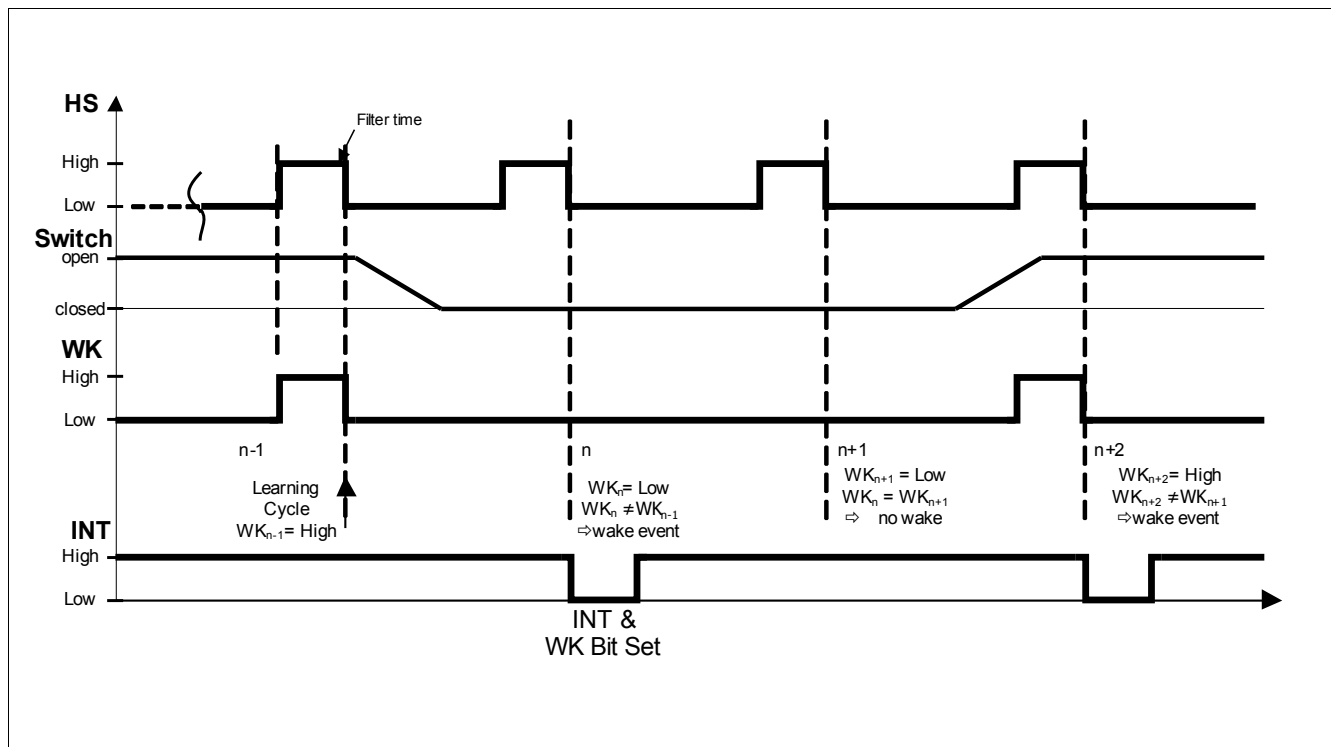 HS
Filter time
High
Low
Switch
open
closed
WK
High
Low
n-1
n
n+1
n+2
Learning
Cycle
WKn-1= High
WKn= Low
WKn ≠WKn-1
⇨wake event
WKn+1 = Low
WKn = WKn+1
⇨ no wake
WKn+2 = High
WKn+2 ≠WKn+1
⇨wake event
INT
High
Low
INT &
WK Bit Set